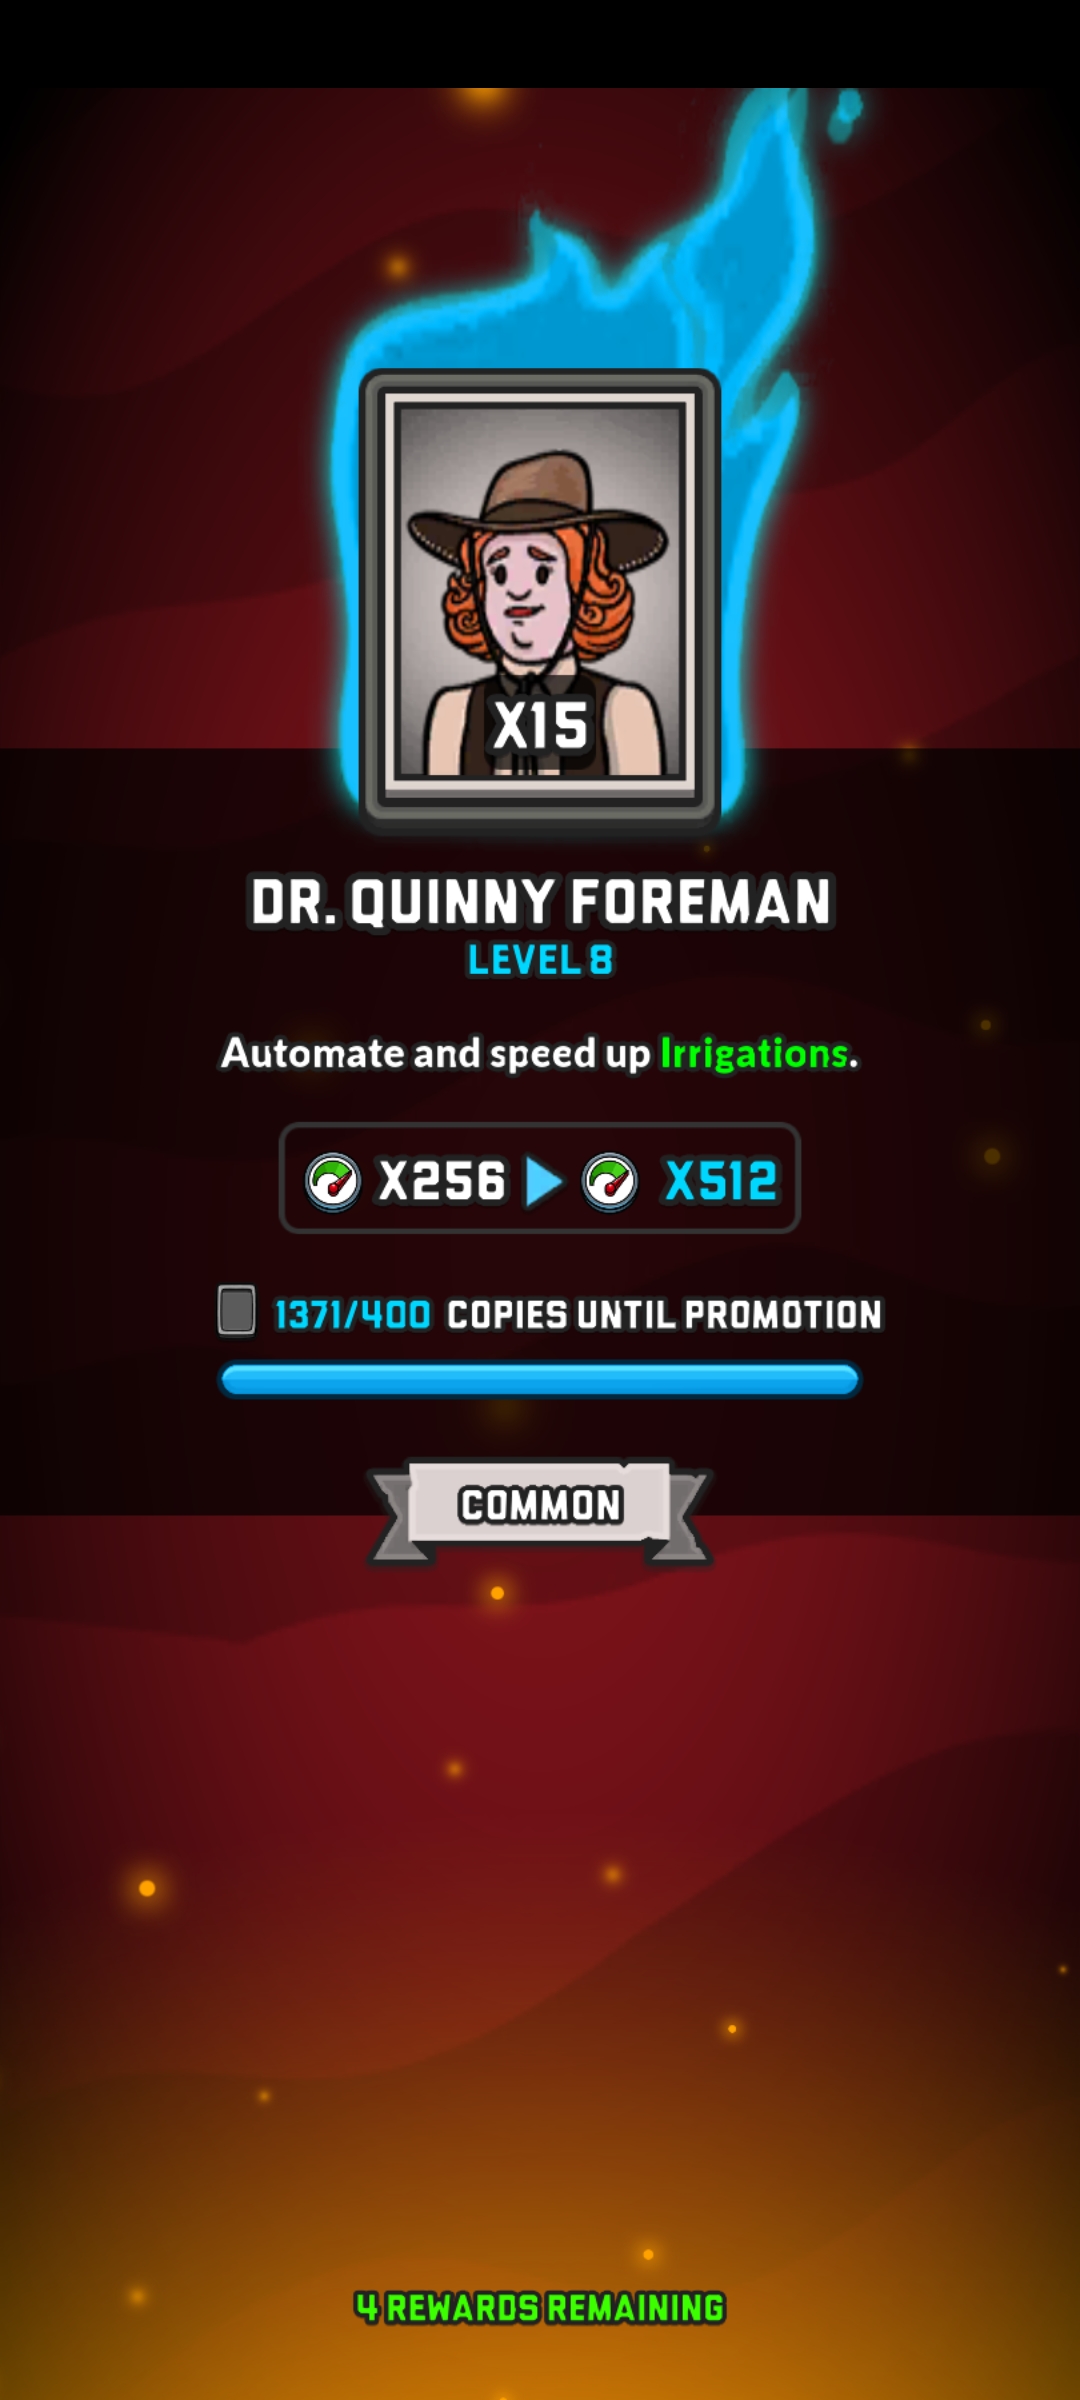 X15
DR. QUINNY FOREMAN
LEVEL 8
Automate and speed up Irrigations.
X256 X512
1371/400 COPIES UNTIL PROMOTION
COMMON
4 REWARDS REMAINING